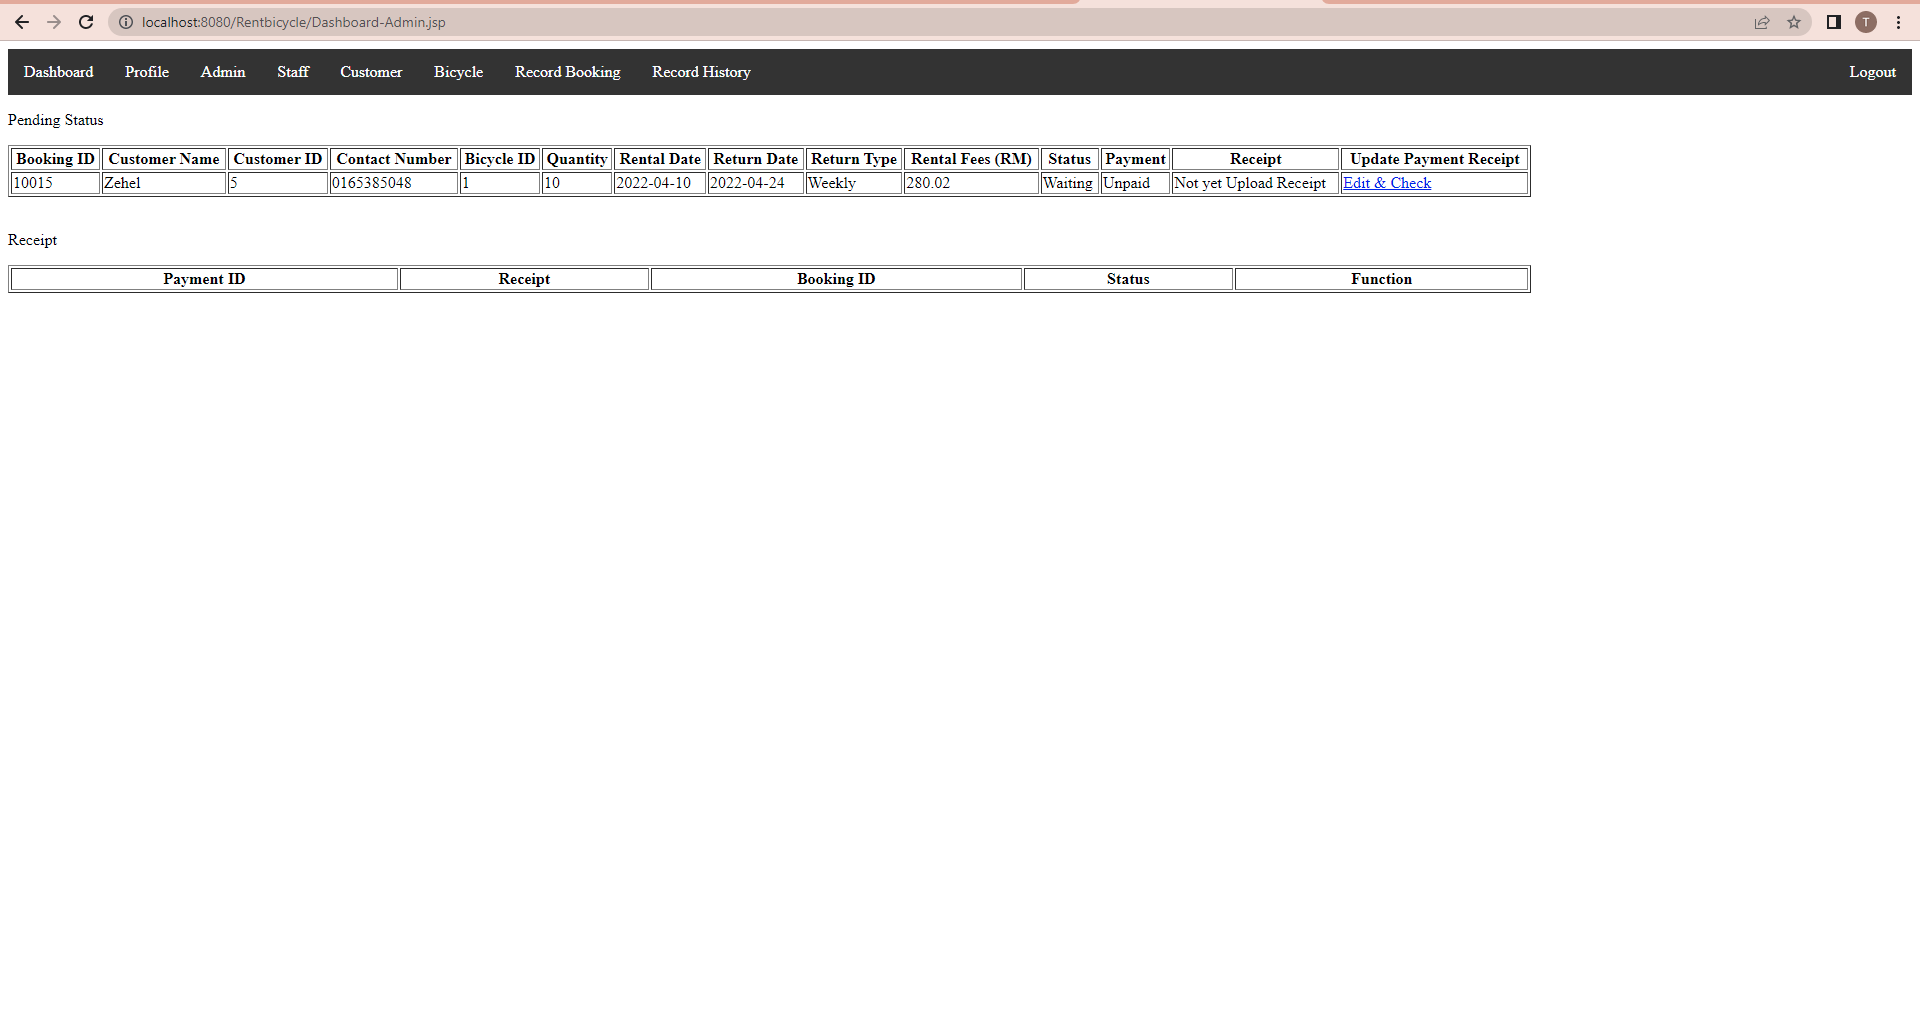 localhost:8080/Rentbicycle/Dashboard-Admin.jsp T
Dashboard Profile Admin Staff Customer Bicycle Record Booking Record History Logout
Pending Status
Booking ID Customer Name Customer ID Contact Number Bicycle ID Quantity Rental Date Return Date Return Type Rental Fees (RM) Status Payment Receipt Update Payment Receipt
10015 Zehel 5 0165385048 1 10 2022-04-10 2022-04-24 Weekly 280.02 Waiting Unpaid Not yet Upload Receipt Edit & Check
Receipt
Payment ID Receipt Booking ID Status Function